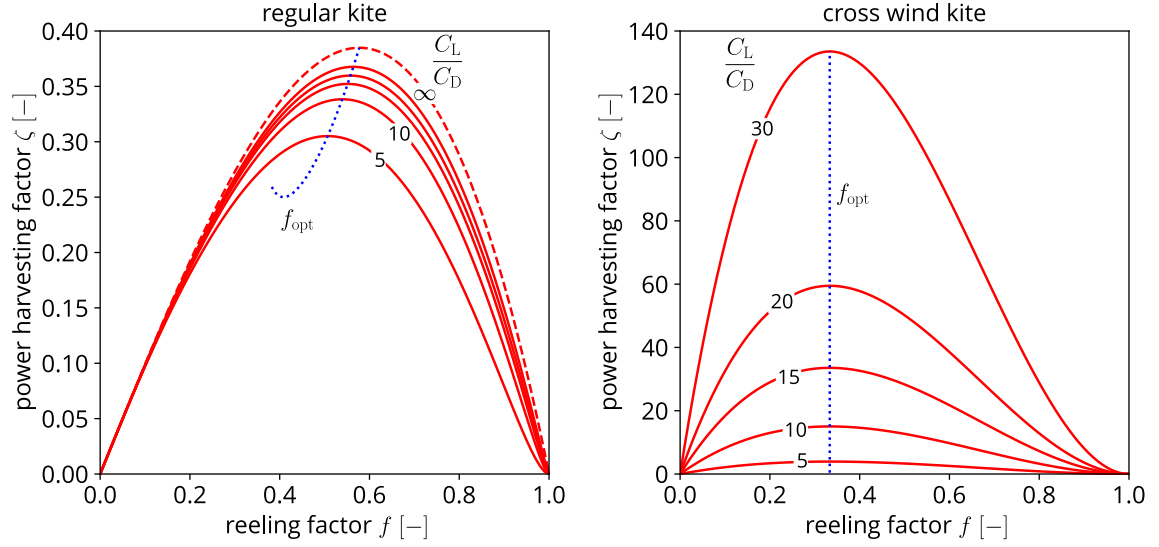 regular kite
power harvesting factor ζ [−]
0.40
0.35
0.30
0.25
0.20
0.15
0.10
0.05
0.00
C_L
C_D
∞
10
5
f_opt
0.0 0.2 0.4 0.6 0.8 1.0
reeling factor f [−]
cross wind kite
power harvesting factor ζ [−]
140
120
100
80
60
40
20
0
C_L
C_D
30
f_opt
20
15
10
5
0.0 0.2 0.4 0.6 0.8 1.0
reeling factor f [−]